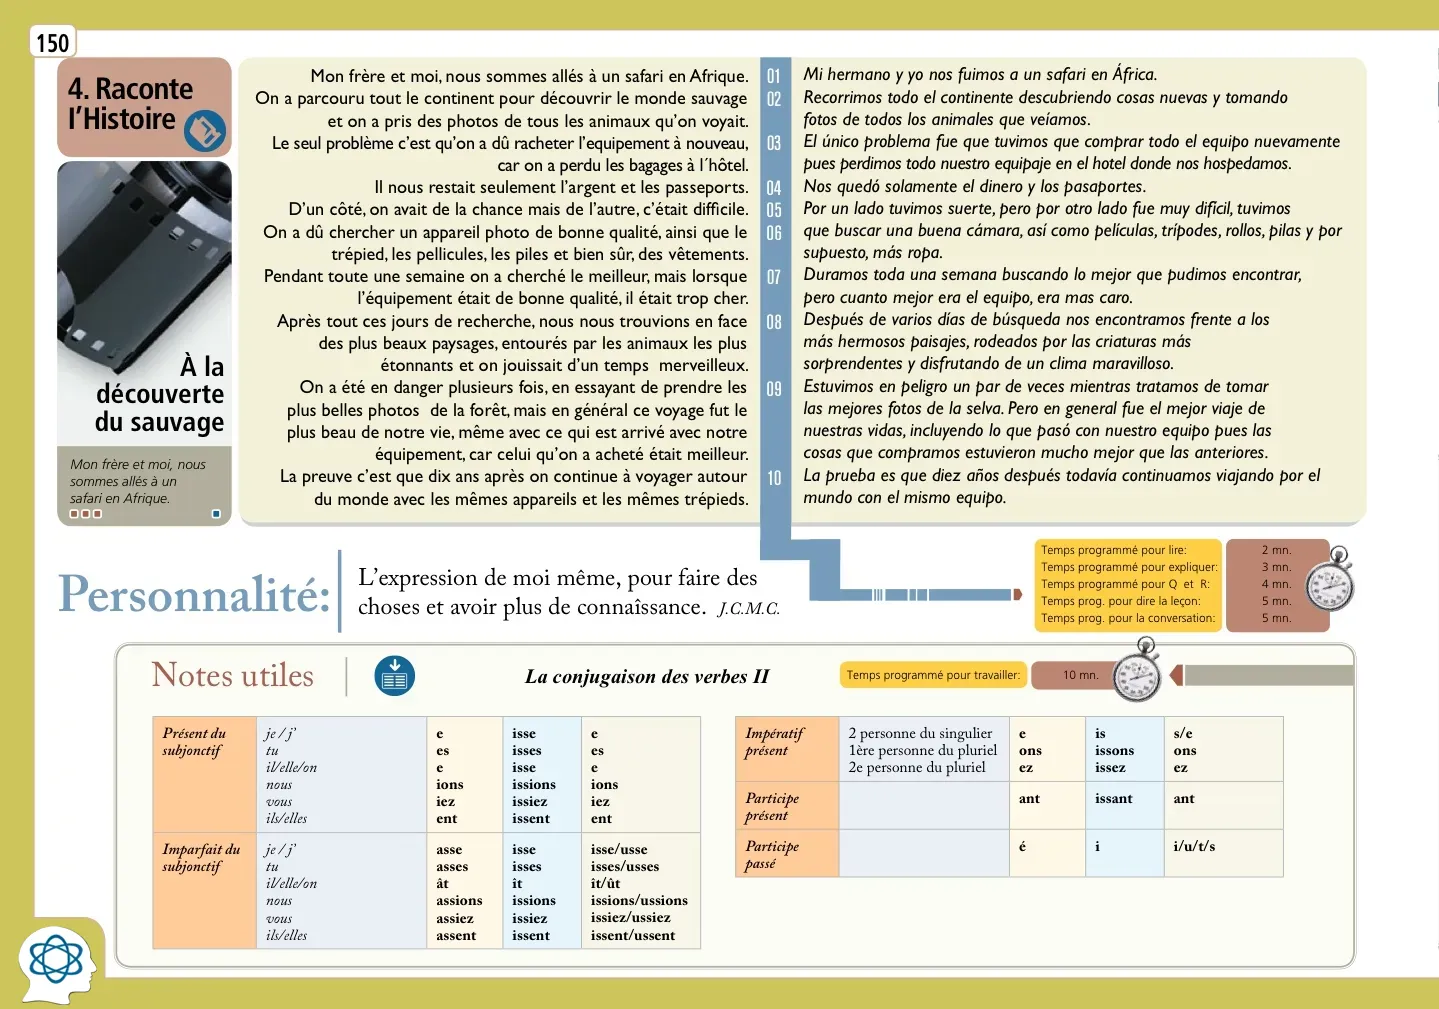 150
4. Raconte
l’Histoire
À la
découverte
du sauvage
Mon frère et moi, nous
sommes allés à un
safari en Afrique.
Mon frère et moi, nous sommes allés à un safari en Afrique.
On a parcouru tout le continent pour découvrir le monde sauvage
et on a pris des photos de tous les animaux qu’on voyait.
Le seul problème c’est qu’on a dû racheter l’equipement à nouveau,
car on a perdu les bagages à l´hôtel.
Il nous restait seulement l’argent et les passeports.
D’un côté, on avait de la chance mais de l’autre, c’était difficile.
On a dû chercher un appareil photo de bonne qualité, ainsi que le
trépied, les pellicules, les piles et bien sûr, des vêtements.
Pendant toute une semaine on a cherché le meilleur, mais lorsque
l’équipement était de bonne qualité, il était trop cher.
Après tout ces jours de recherche, nous nous trouvions en face
des plus beaux paysages, entourés par les animaux les plus
étonnants et on jouissait d’un temps merveilleux.
On a été en danger plusieurs fois, en essayant de prendre les
plus belles photos de la forêt, mais en général ce voyage fut le
plus beau de notre vie, même avec ce qui est arrivé avec notre
équipement, car celui qu’on a acheté était meilleur.
La preuve c’est que dix ans après on continue à voyager autour
du monde avec les mêmes appareils et les mêmes trépieds.
01
02
03
04
05
06
07
08
09
10
Mi hermano y yo nos fuimos a un safari en África.
Recorrimos todo el continente descubriendo cosas nuevas y tomando
fotos de todos los animales que veíamos.
El único problema fue que tuvimos que comprar todo el equipo nuevamente
pues perdimos todo nuestro equipaje en el hotel donde nos hospedamos.
Nos quedó solamente el dinero y los pasaportes.
Por un lado tuvimos suerte, pero por otro lado fue muy difícil, tuvimos
que buscar una buena cámara, así como películas, trípodes, rollos, pilas y por
supuesto, más ropa.
Duramos toda una semana buscando lo mejor que pudimos encontrar,
pero cuanto mejor era el equipo, era mas caro.
Después de varios días de búsqueda nos encontramos frente a los
más hermosos paisajes, rodeados por las criaturas más
sorprendentes y disfrutando de un clima maravilloso.
Estuvimos en peligro un par de veces mientras tratamos de tomar
las mejores fotos de la selva. Pero en general fue el mejor viaje de
nuestras vidas, incluyendo lo que pasó con nuestro equipo pues las
cosas que compramos estuvieron mucho mejor que las anteriores.
La prueba es que diez años después todavía continuamos viajando por el
mundo con el mismo equipo.
Personnalité:
L’expression de moi même, pour faire des
choses et avoir plus de connaîssance. J.C.M.C.
Temps programmé pour lire: 2 mn.
Temps programmé pour expliquer: 3 mn.
Temps programmé pour Q et R: 4 mn.
Temps prog. pour dire la leçon: 5 mn.
Temps prog. pour la conversation: 5 mn.
Notes utiles
La conjugaison des verbes II
Temps programmé pour travailler: 10 mn.
Présent du je / j’ e isse e
subjonctif tu es isses es
il/elle/on e isse e
nous ions issions ions
vous iez issiez iez
ils/elles ent issent ent
Imparfait du je / j’ asse isse isse/usse
subjonctif tu asses isses isses/usses
il/elle/on ât ît ît/ût
nous assions issions issions/ussions
vous assiez issiez issiez/ussiez
ils/elles assent issent issent/ussent
Impératif 2 personne du singulier e is s/e
présent 1ère personne du pluriel ons issons ons
2e personne du pluriel ez issez ez
Participe ant issant ant
présent
Participe é i i/u/t/s
passé